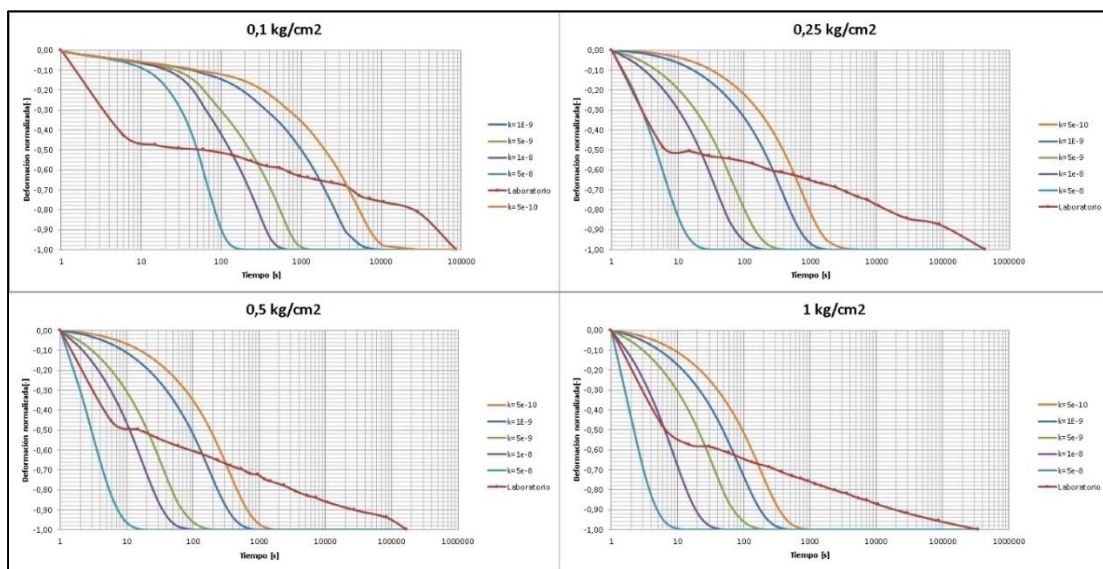 0,1 kg/cm2
0,00
-0,10
-0,20
-0,30
-0,40
-0,50
-0,60
-0,70
-0,80
-0,90
-1,00
Deformación normalizada[-]
1
10
100
1000
10000
100000
Tiempo [s]
k=1E-9
k=5e-9
k=1e-8
k=5e-8
Laboratorio
k=5e-10
0,25 kg/cm2
0,00
-0,10
-0,20
-0,30
-0,40
-0,50
-0,60
-0,70
-0,80
-0,90
-1,00
Deformación normalizada[-]
1
10
100
1000
10000
100000
1000000
Tiempo [s]
k=5e-10
k=1E-9
k=5e-9
k=1e-8
k=5e-8
Laboratorio
0,5 kg/cm2
0,00
-0,10
-0,20
-0,30
-0,40
-0,50
-0,60
-0,70
-0,80
-0,90
-1,00
Deformación normalizada[-]
1
10
100
1000
10000
100000
1000000
Tiempo [s]
k=5e-10
k=1E-9
k=5e-9
k=1e-8
k=5e-8
Laboratorio
1 kg/cm2
0,00
-0,10
-0,20
-0,30
-0,40
-0,50
-0,60
-0,70
-0,80
-0,90
-1,00
Deformación normalizada[-]
1
10
100
1000
10000
100000
1000000
Tiempo [s]
k=5e-10
k=1E-9
k=5e-9
k=1e-8
k=5e-8
Laboratorio